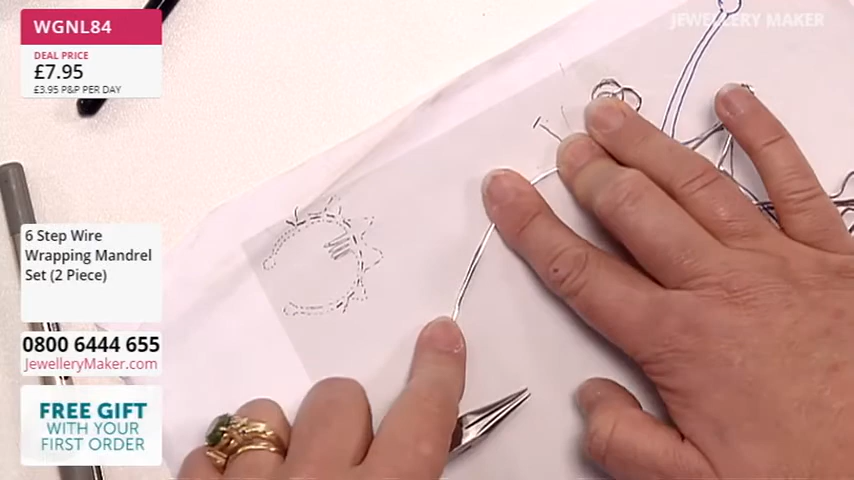 WGNL84
DEAL PRICE
£7.95
£3.95 P&P PER DAY
JEWELLERY MAKER
6 Step Wire
Wrapping Mandrel
Set (2 Piece)
0800 6444 655
JewelleryMaker.com
FREE GIFT
WITH YOUR
FIRST ORDER